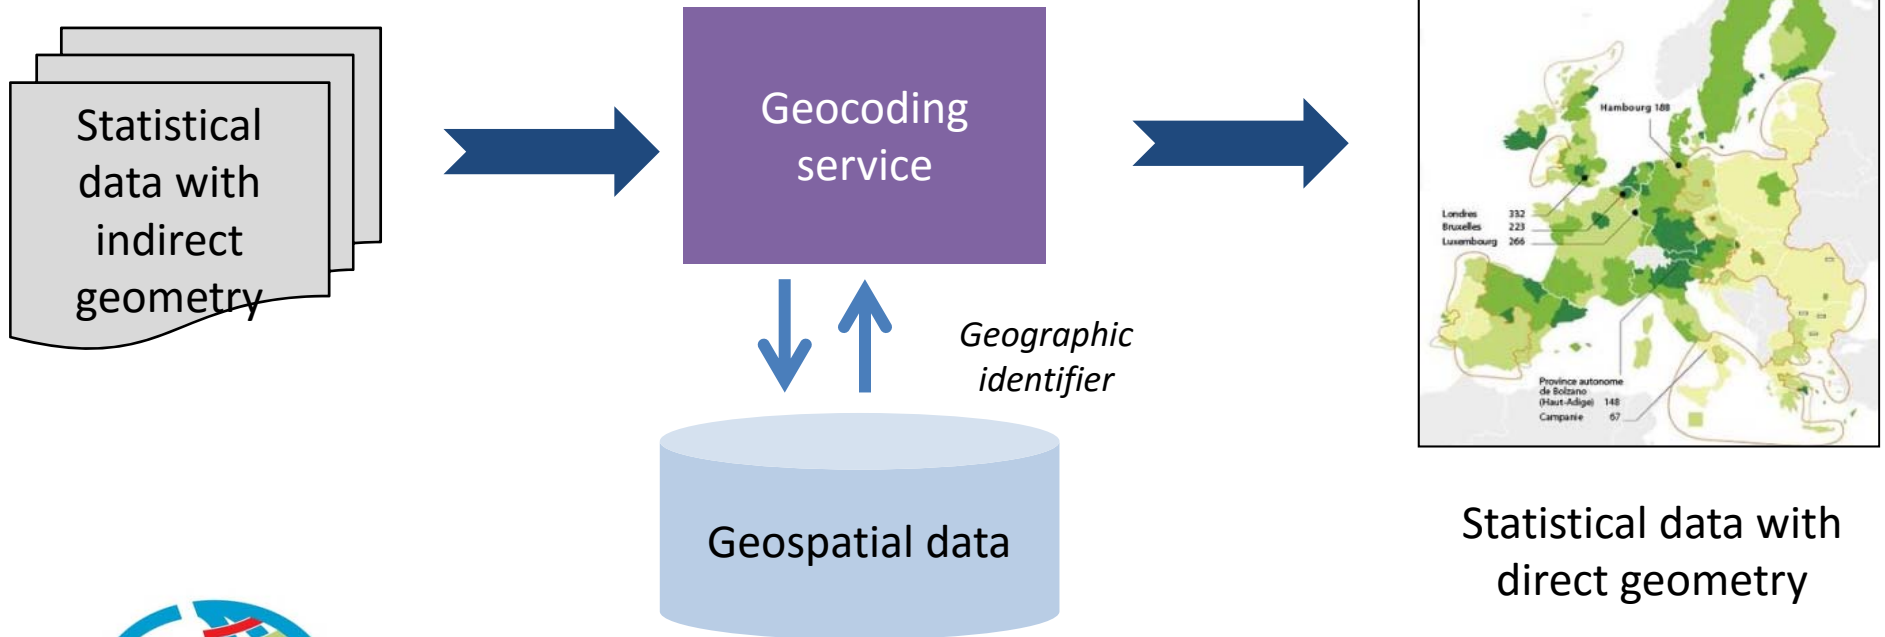 Statistical
data with
indirect
geometry
Geocoding
service
Geographic
identifier
Geospatial data
Hambourg 188
Londres 332
Bruxelles 223
Luxembourg 266
Province autonome
de Bolzano
(Haut-Adige) 148
Campanie 67
Statistical data with
direct geometry